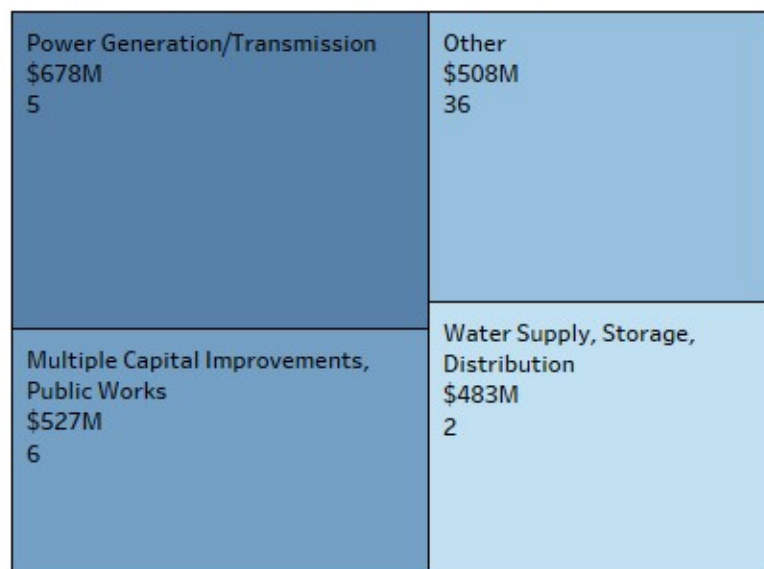 Power Generation/Transmission
$678M
5
Other
$508M
36
Multiple Capital Improvements,
Public Works
$527M
6
Water Supply, Storage,
Distribution
$483M
2